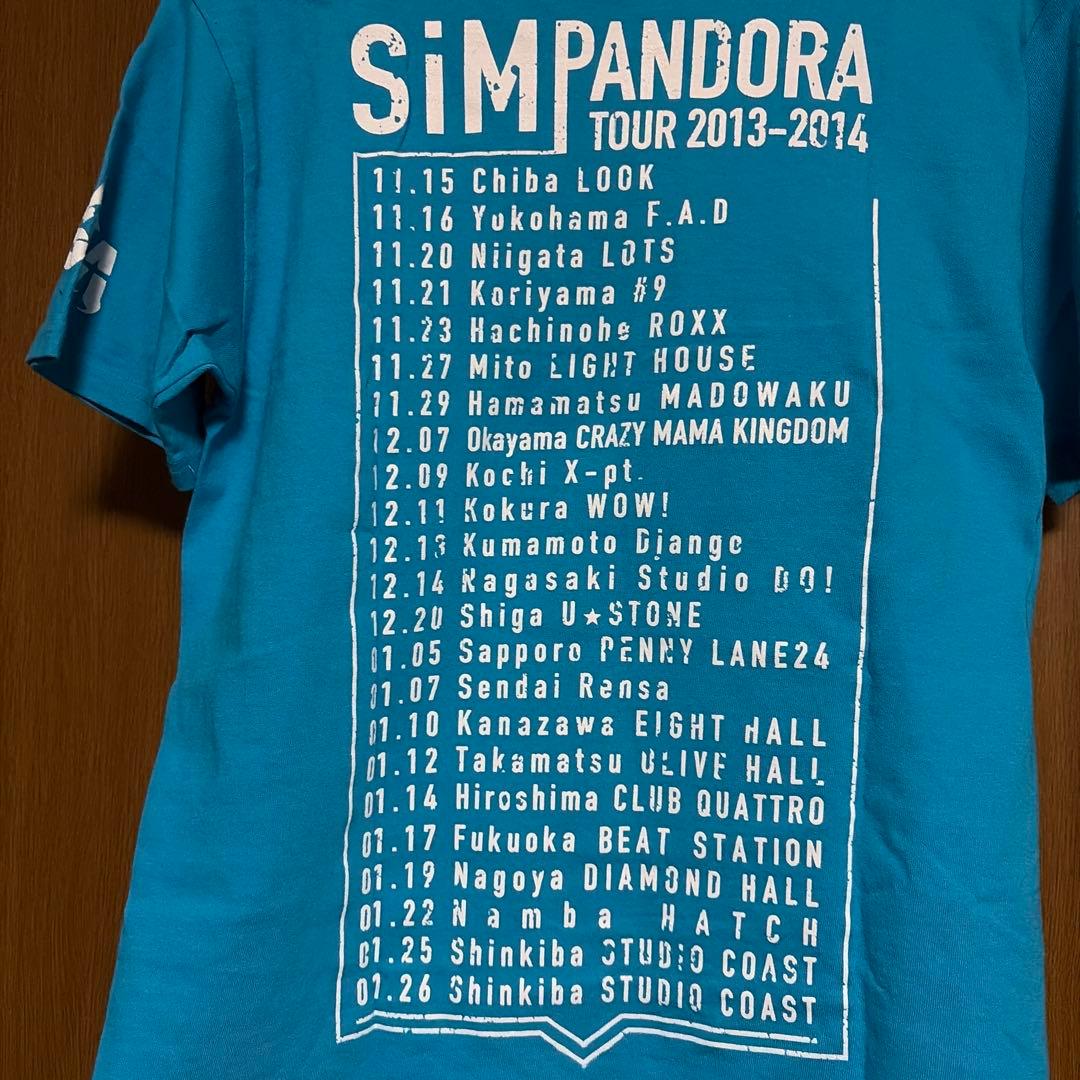 SiM PANDORA
TOUR 2013-2014
11.15 Chiba LOOK
11.16 Yokohama F.A.D
11.20 Niigata LOTS
11.21 Koriyama #9
11.23 Hachinohe ROXX
11.27 Mito LIGHT HOUSE
11.29 Hamamatsu MADOWAKU
12.07 Okayama CRAZY MAMA KINGDOM
12.09 Kochi X-pt.
12.11 Kokura WOW!
12.13 Kumamoto Django
12.14 Nagasaki Studio DO!
12.20 Shiga U★STONE
01.05 Sapporo PENNY LANE24
01.07 Sendai Rensa
01.10 Kanazawa EIGHT HALL
01.12 Takamatsu OLIVE HALL
01.14 Hiroshima CLUB QUATTRO
01.17 Fukuoka BEAT STATION
01.19 Nagoya DIAMOND HALL
01.22 Namba HATCH
01.25 Shinkiba STUDIO COAST
01.26 Shinkiba STUDIO COAST